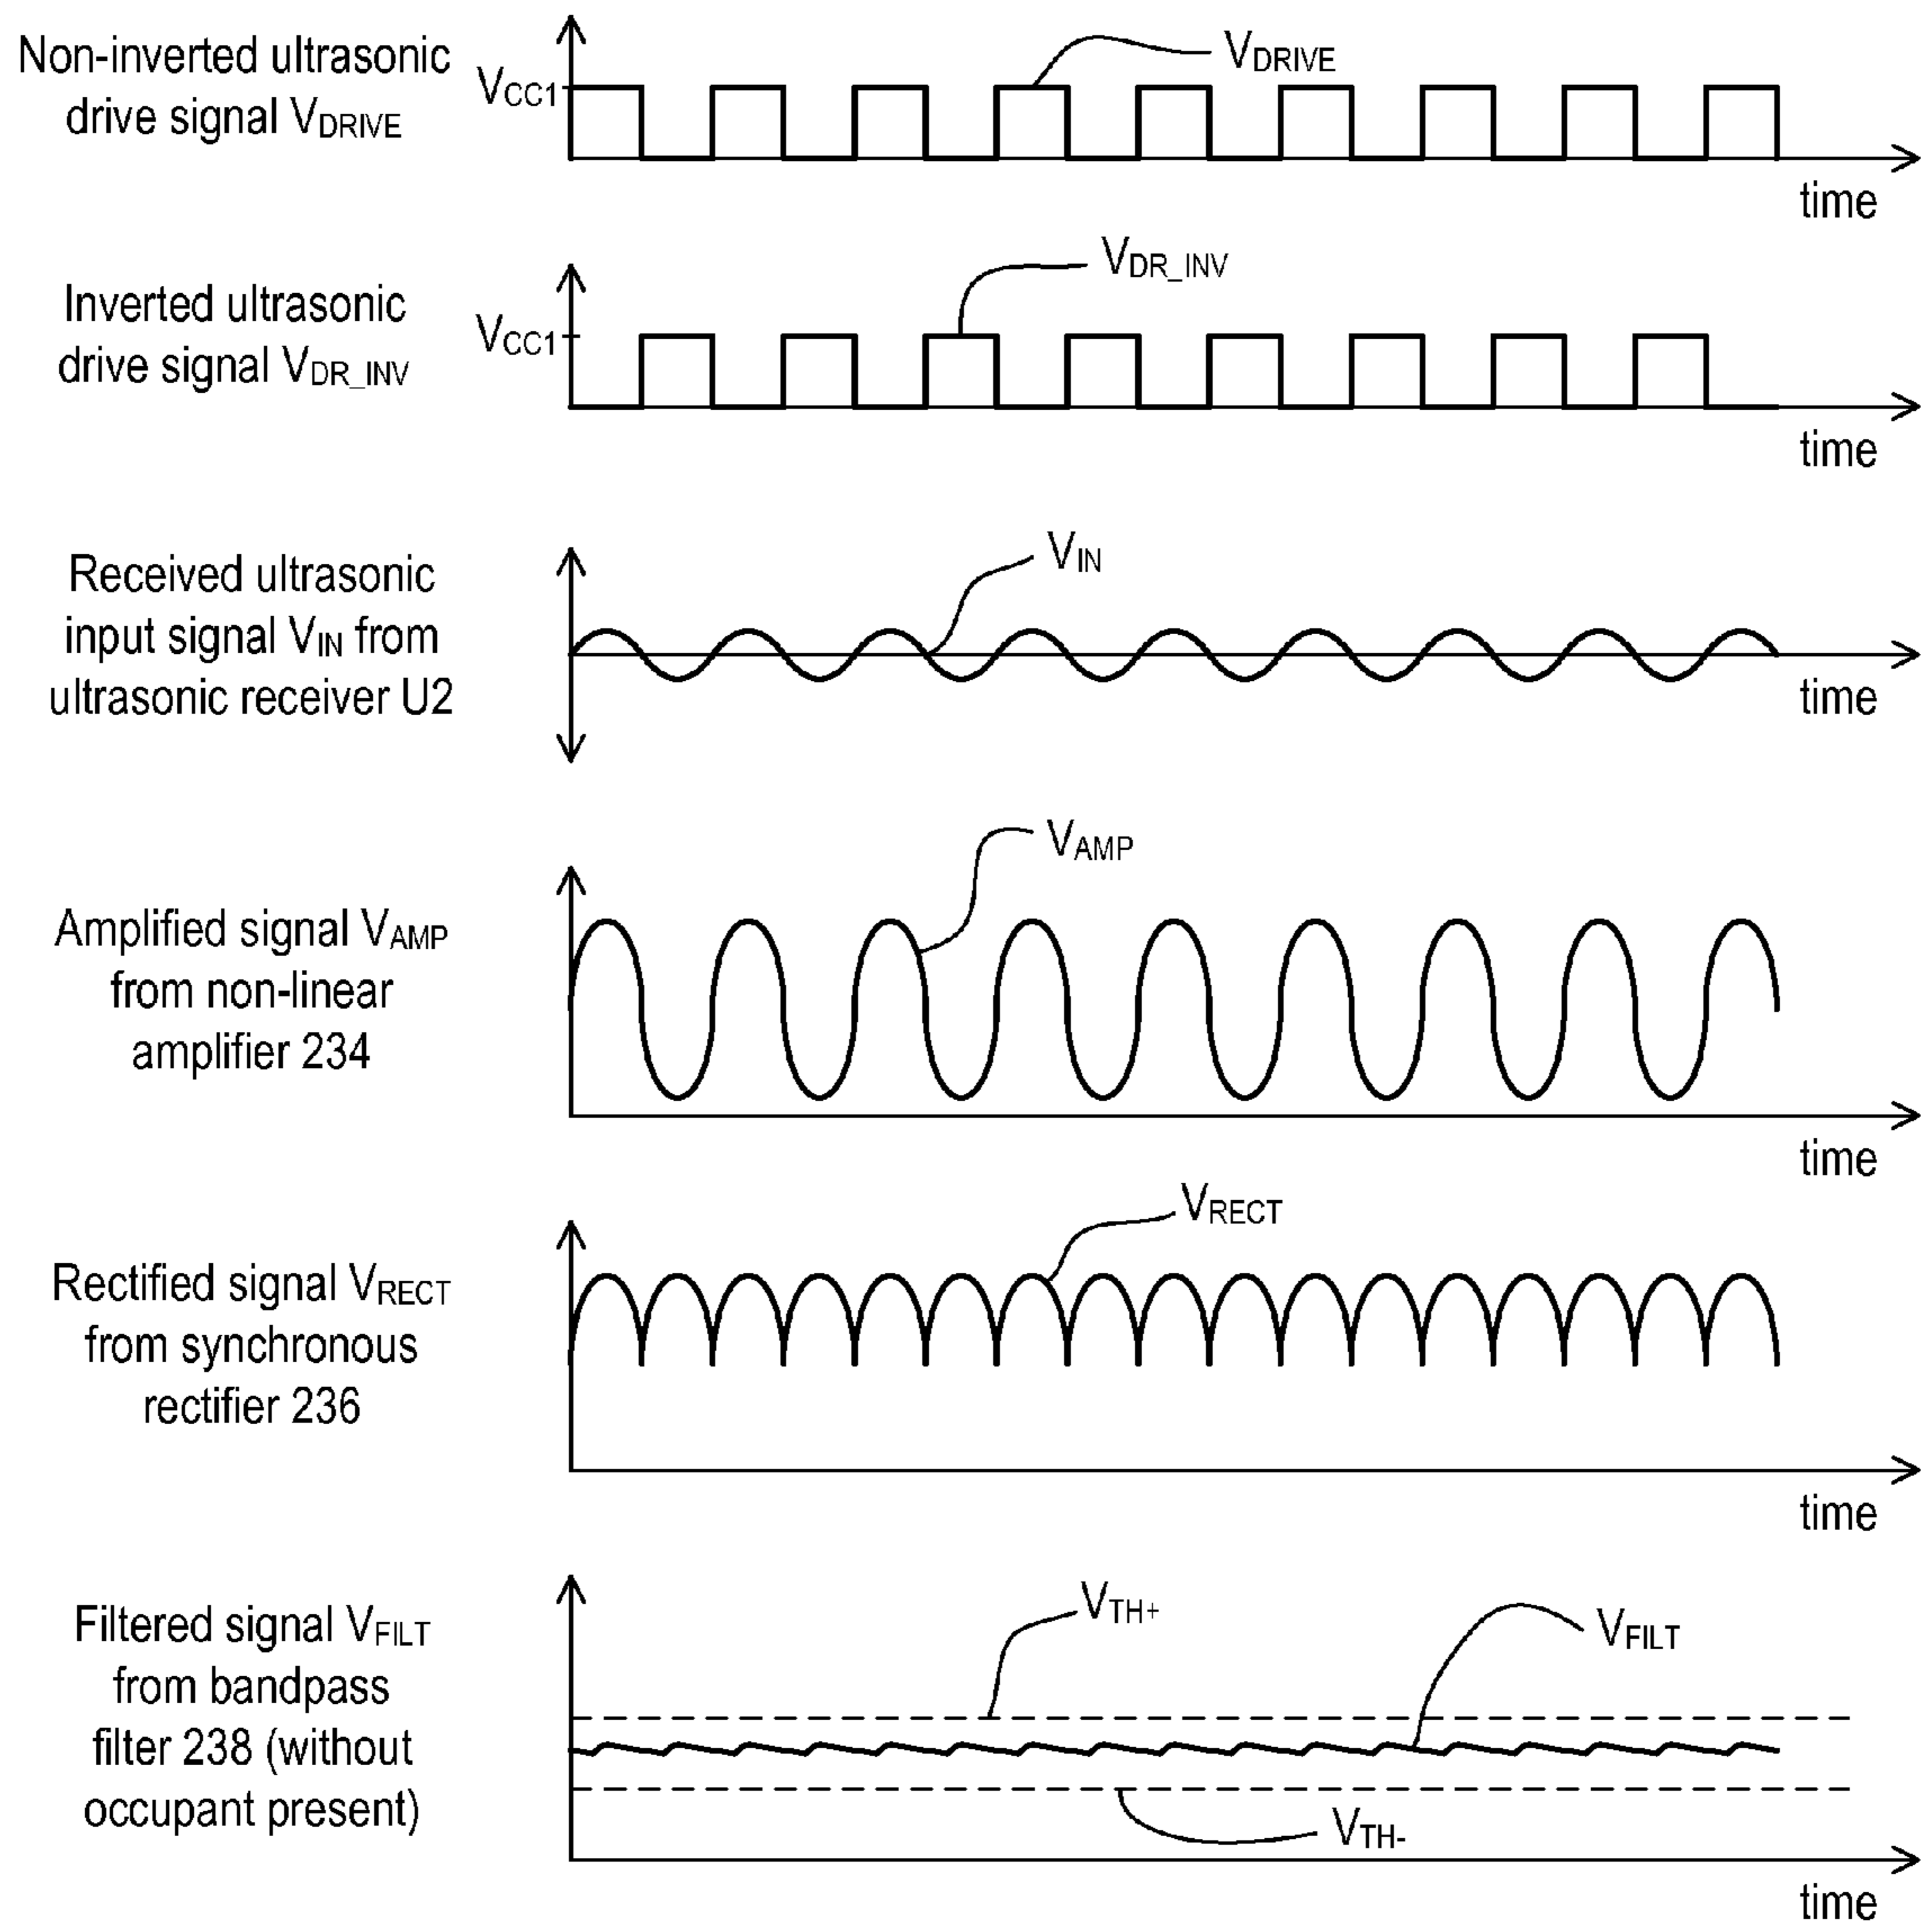 Non-inverted ultrasonic
drive signal VDRIVE
VCC1
VDRIVE
time
Inverted ultrasonic
drive signal VDR_INV
VCC1
VDR_INV
time
Received ultrasonic
input signal VIN from
ultrasonic receiver U2
VIN
time
Amplified signal VAMP
from non-linear
amplifier 234
VAMP
time
Rectified signal VRECT
from synchronous
rectifier 236
VRECT
time
Filtered signal VFILT
from bandpass
filter 238 (without
occupant present)
VTH+
VFILT
VTH-
time